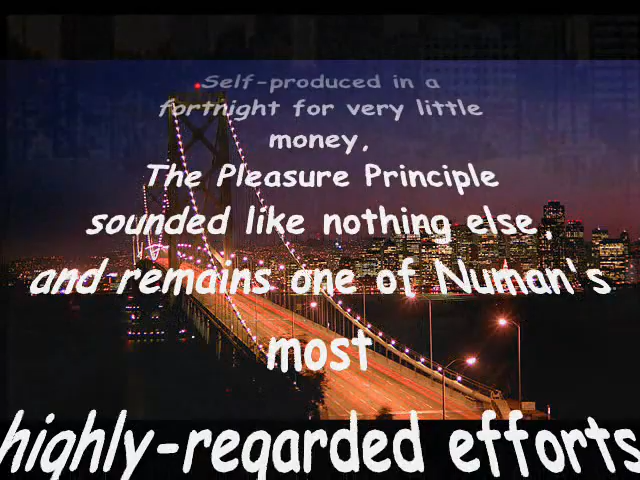 Self-produced in a
fortnight for very little
money,
The Pleasure Principle
sounded like nothing else,
and remains one of Numan's
most
highly-regarded efforts